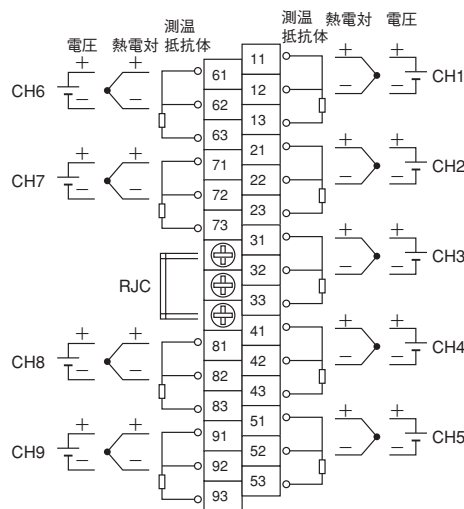 電圧 熱電対 測温抵抗体
測温抵抗体 熱電対 電圧
CH6 + − + − 61 62 63
11 12 13 + − + − CH1
CH7 + − + − 71 72 73
21 22 23 + − + − CH2
RJC
31 32 33 + − + − CH3
CH8 + − + − 81 82 83
41 42 43 + − + − CH4
CH9 + − + − 91 92 93
51 52 53 + − + − CH5